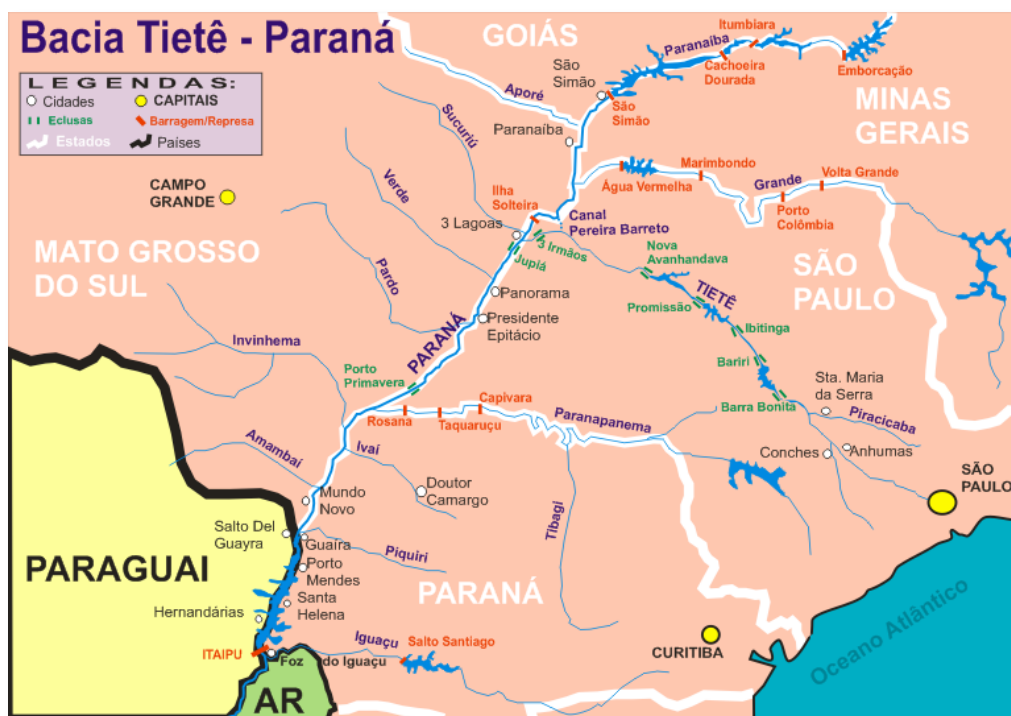 Bacia Tietê - Paraná
LEGENDAS:
Cidades
CAPITAIS
Eclusas
Barragem/Represa
Estados
Países
GOIÁS
Itumbiara
Paranaíba
Cachoeira
Dourada
Emborcação
São
Simão
São
Simão
Aporé
MINAS
GERAIS
Sucuriú
Paranaíba
Verde
Marimbondo
Água Vermelha
Grande
Volta Grande
Porto
Colômbia
CAMPO
GRANDE
Ilha
Solteira
3 Lagoas
Canal
Pereira Barreto
3 Irmãos
Jupiá
MATO GROSSO
DO SUL
Nova
Avanhandava
SÃO
PAULO
Pardo
Panorama
TIETÊ
Promissão
Presidente
Epitácio
Ibitinga
PARANÁ
Invinhema
Bariri
Porto
Primavera
Sta. Maria
da Serra
Barra Bonita
Capivara
Rosana
Taquaruçu
Paranapanema
Piracicaba
Ivaí
Amambaí
Conches
Anhumas
SÃO
PAULO
Doutor
Camargo
Mundo
Novo
Tibagi
Salto Del
Guayra
Guaíra
Piquiri
PARAGUAI
Porto
Mendes
PARANÁ
Santa
Helena
Hernandárias
Oceano Atlântico
Iguaçu
Salto Santiago
CURITIBA
ITAIPU
Foz do Iguaçu
AR